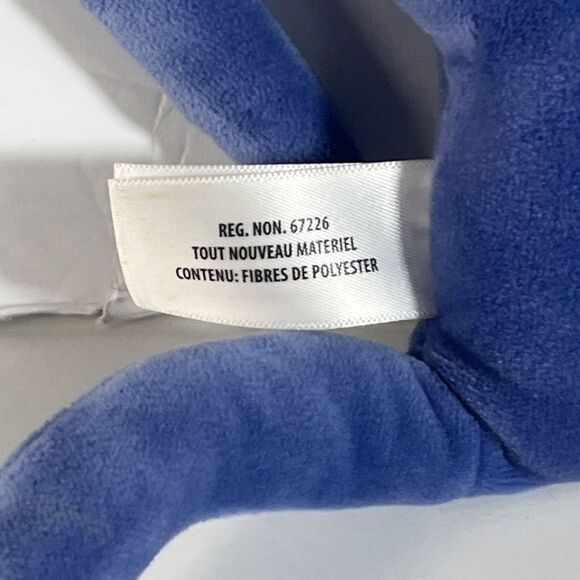 REG. NON. 67226
TOUT NOUVEAU MATERIEL
CONTENU: FIBRES DE POLYESTER